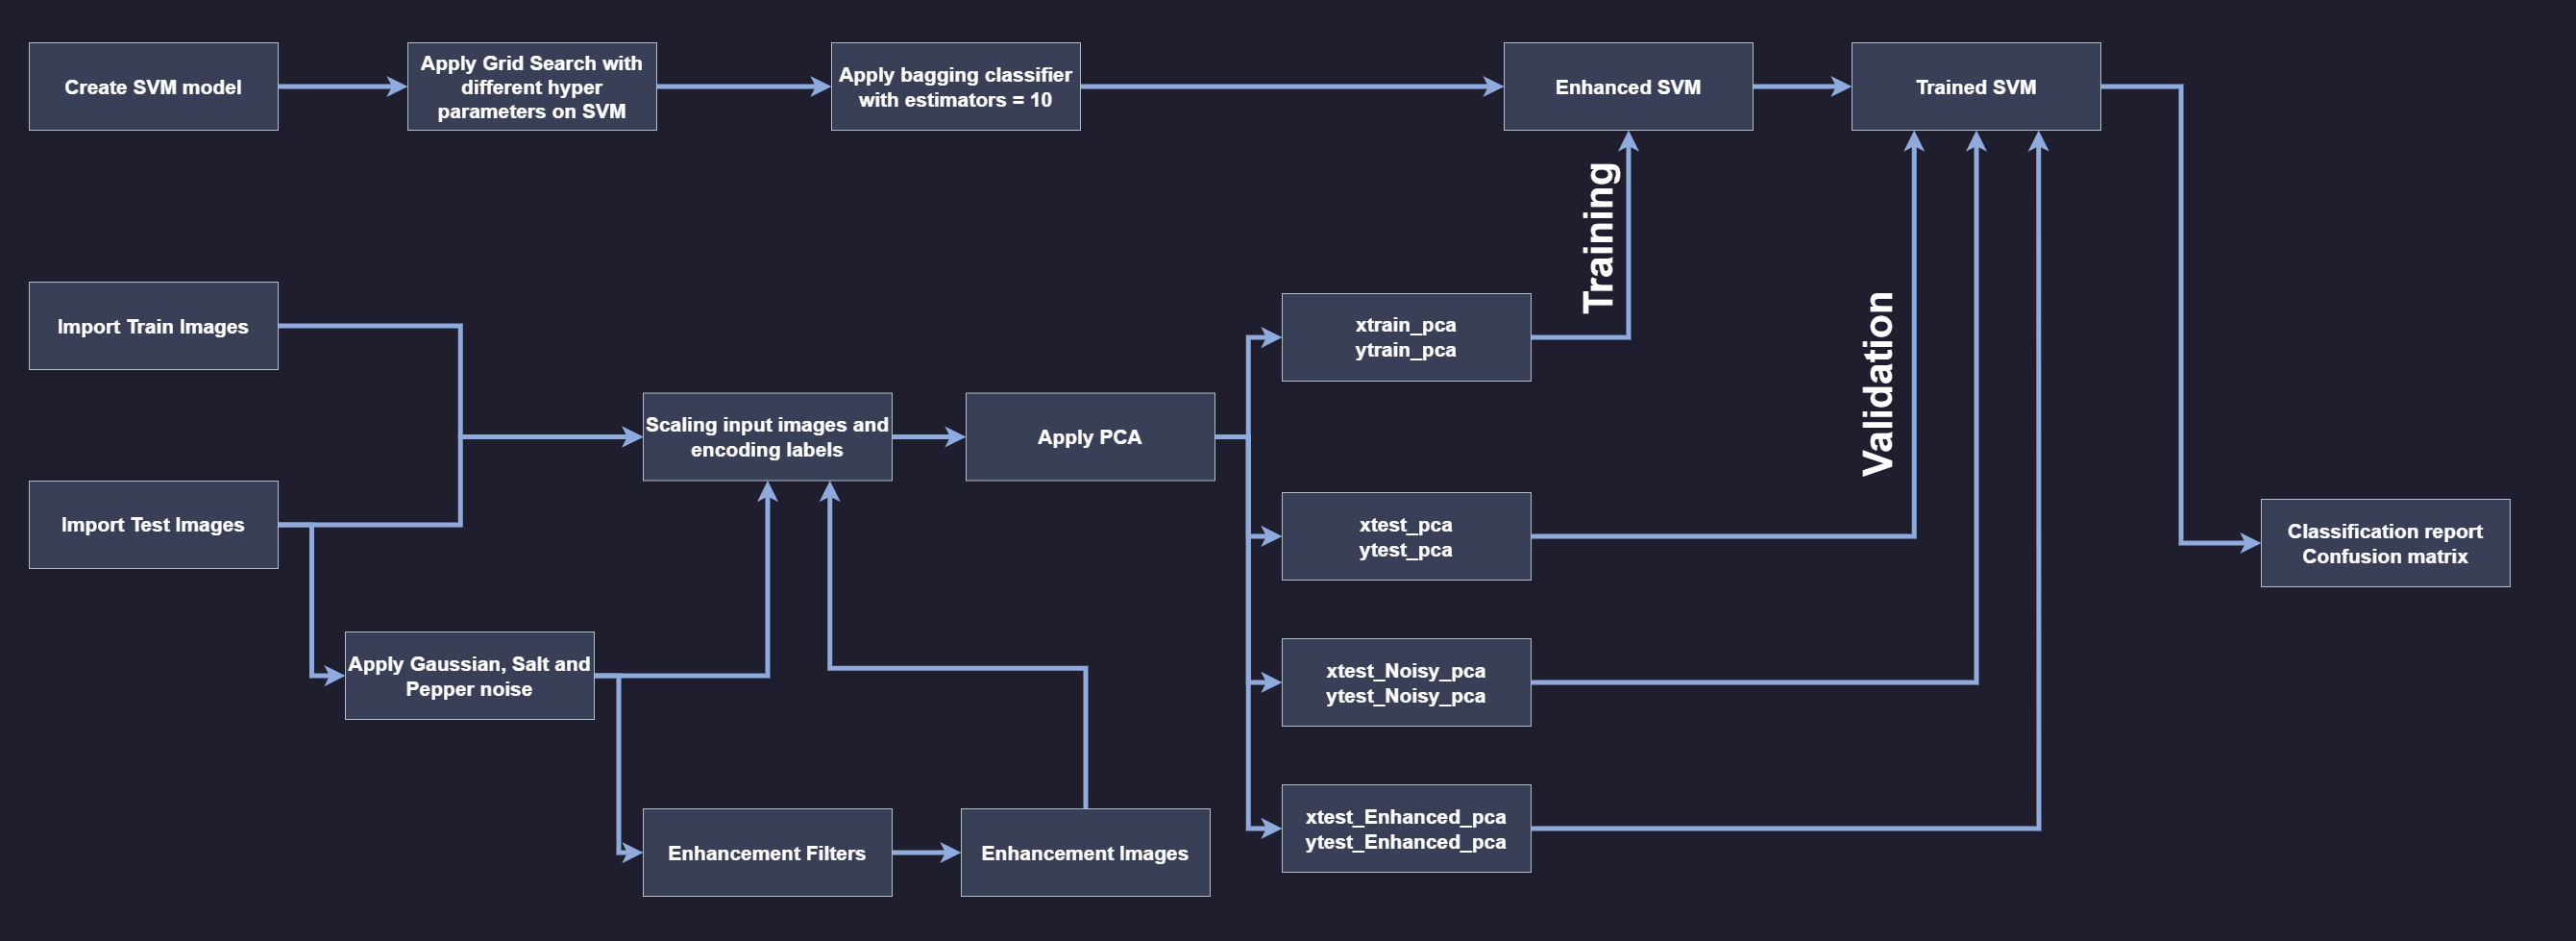 Create SVM model
Apply Grid Search with
different hyper
parameters on SVM
Apply bagging classifier
with estimators = 10
Enhanced SVM
Trained SVM
Training
Validation
Import Train Images
Import Test Images
Scaling input images and
encoding labels
Apply PCA
xtrain_pca
ytrain_pca
xtest_pca
ytest_pca
Classification report
Confusion matrix
Apply Gaussian, Salt and
Pepper noise
xtest_Noisy_pca
ytest_Noisy_pca
Enhancement Filters
Enhancement Images
xtest_Enhanced_pca
ytest_Enhanced_pca